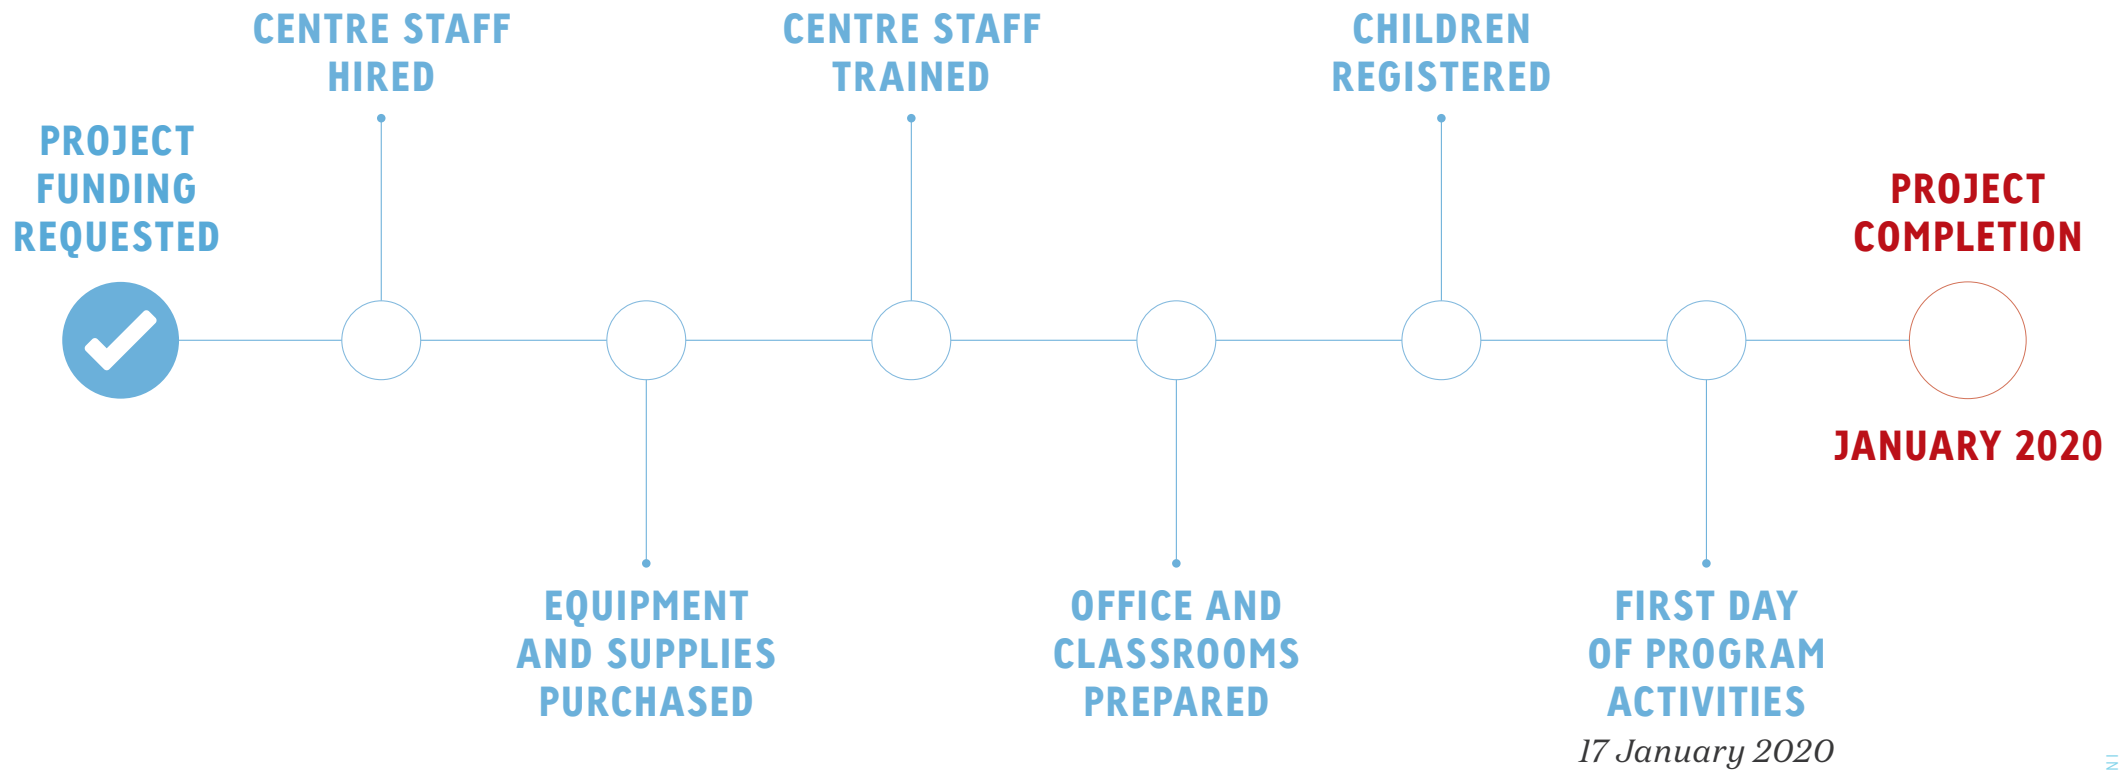 PROJECT
FUNDING
REQUESTED
CENTRE STAFF
HIRED
EQUIPMENT
AND SUPPLIES
PURCHASED
CENTRE STAFF
TRAINED
OFFICE AND
CLASSROOMS
PREPARED
CHILDREN
REGISTERED
FIRST DAY
OF PROGRAM
ACTIVITIES
17 January 2020
PROJECT
COMPLETION
JANUARY 2020